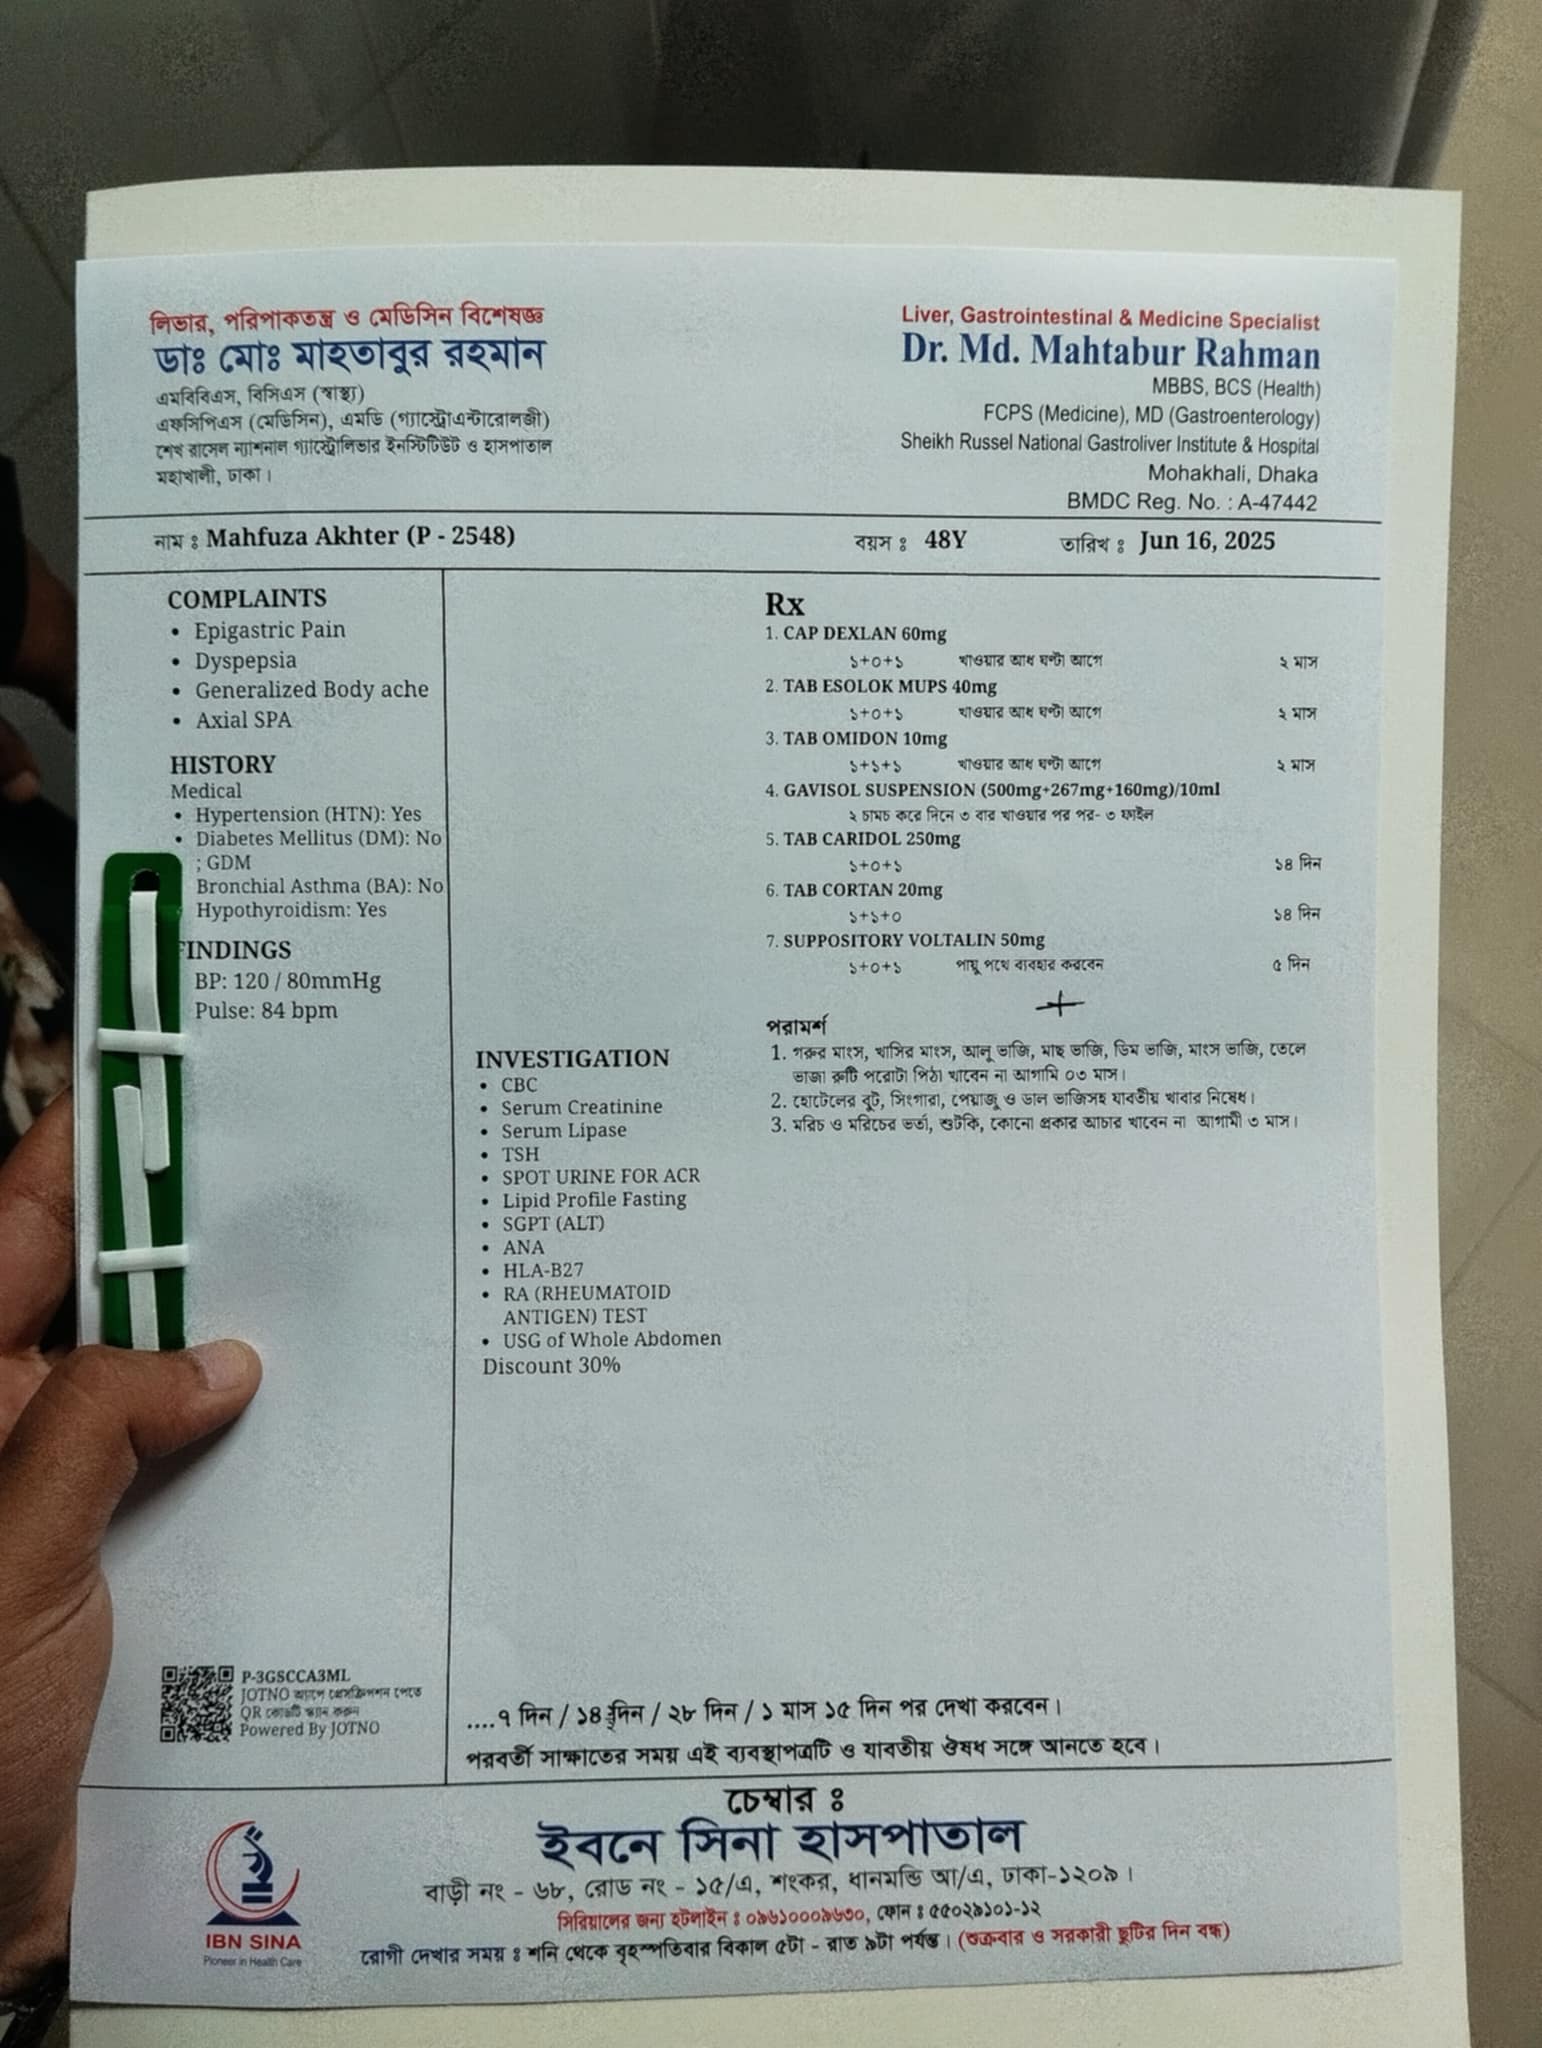 লিভার, পরিপাকতন্ত্র ও মেডিসিন বিশেষজ্ঞ
ডাঃ মোঃ মাহতাবুর রহমান
এমবিবিএস, বিসিএস (স্বাস্থ্য)
এফসিপিএস (মেডিসিন), এমডি (গ্যাস্ট্রোএন্টারোলজী)
শেখ রাসেল ন্যাশনাল গ্যাস্ট্রোলিভার ইনস্টিটিউট ও হাসপাতাল
মহাখালী, ঢাকা।
Liver, Gastrointestinal & Medicine Specialist
Dr. Md. Mahtabur Rahman
MBBS, BCS (Health)
FCPS (Medicine), MD (Gastroenterology)
Sheikh Russel National Gastroliver Institute & Hospital
Mohakhali, Dhaka
BMDC Reg. No. : A-47442
নাম ঃ Mahfuza Akhter (P - 2548) বয়স ঃ 48Y তারিখ ঃ Jun 16, 2025
COMPLAINTS
• Epigastric Pain
• Dyspepsia
• Generalized Body ache
• Axial SPA
HISTORY
Medical
• Hypertension (HTN): Yes
• Diabetes Mellitus (DM): No
; GDM
Bronchial Asthma (BA): No
Hypothyroidism: Yes
FINDINGS
BP: 120 / 80mmHg
Pulse: 84 bpm
INVESTIGATION
• CBC
• Serum Creatinine
• Serum Lipase
• TSH
• SPOT URINE FOR ACR
• Lipid Profile Fasting
• SGPT (ALT)
• ANA
• HLA-B27
• RA (RHEUMATOID
ANTIGEN) TEST
• USG of Whole Abdomen
Discount 30%
Rx
1. CAP DEXLAN 60mg
১+০+১ খাওয়ার আধ ঘণ্টা আগে ২ মাস
2. TAB ESOLOK MUPS 40mg
১+০+১ খাওয়ার আধ ঘণ্টা আগে ২ মাস
3. TAB OMIDON 10mg
১+১+১ খাওয়ার আধ ঘণ্টা আগে ২ মাস
4. GAVISOL SUSPENSION (500mg+267mg+160mg)/10ml
২ চামচ করে দিনে ৩ বার খাওয়ার পর পর- ৩ ফাইল
5. TAB CARIDOL 250mg
১+০+১ ১৪ দিন
6. TAB CORTAN 20mg
১+১+০ ১৪ দিন
7. SUPPOSITORY VOLTALIN 50mg
১+০+১ পায়ু পথে ব্যবহার করবেন ৫ দিন
পরামর্শ
1. গরুর মাংস, খাসির মাংস, আলু ভাজি, মাছ ভাজি, ডিম ভাজি, মাংস ভাজি, তেলে
ভাজা রুটি পরোটা পিঠা খাবেন না আগামি ০৩ মাস।
2. হোটেলের বুট, সিংগারা, পেয়াজু ও ডাল ভাজিসহ যাবতীয় খাবার নিষেধ।
3. মরিচ ও মরিচের ভর্তা, শুটকি, কোনো প্রকার আচার খাবেন না আগামী ৩ মাস।
P-3GSCCA3ML
JOTNO অ্যাপে প্রেসক্রিপশন পেতে
QR কোডটি স্ক্যান করুন
Powered By JOTNO
....৭ দিন / ১৪ দিন / ২৮ দিন / ১ মাস ১৫ দিন পর দেখা করবেন।
পরবর্তী সাক্ষাতের সময় এই ব্যবস্থাপত্রটি ও যাবতীয় ঔষধ সঙ্গে আনতে হবে।
চেম্বার ঃ
ইবনে সিনা হাসপাতাল
বাড়ী নং - ৬৮, রোড নং - ১৫/এ, শংকর, ধানমন্ডি আ/এ, ঢাকা-১২০৯।
সিরিয়ালের জন্য হটলাইন ঃ ০৯৬১০০০৯৬৩০, ফোন ঃ ৫৫০২৯১০১-১২
রোগী দেখার সময় ঃ শনি থেকে বৃহস্পতিবার বিকাল ৫টা - রাত ৯টা পর্যন্ত। (শুক্রবার ও সরকারী ছুটির দিন বন্ধ)
IBN SINA
Pioneer in Health Care